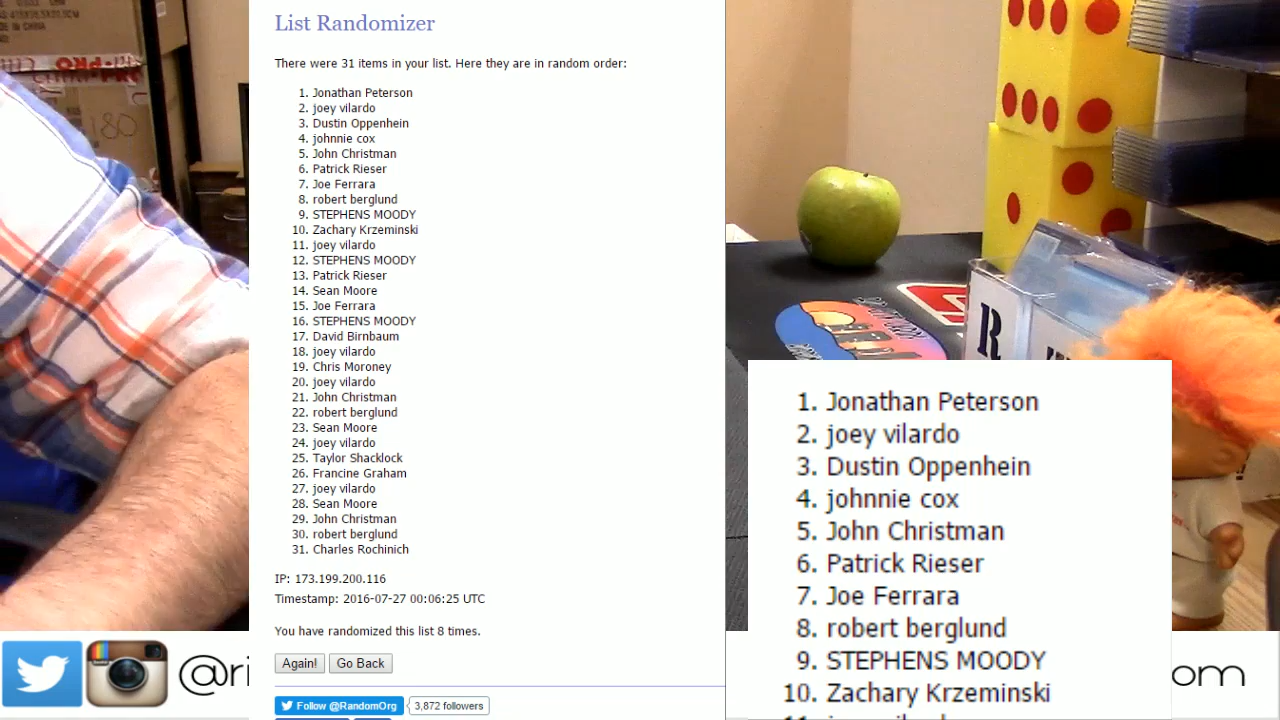 List Randomizer
There were 31 items in your list. Here they are in random order:
1. Jonathan Peterson
2. joey vilardo
3. Dustin Oppenhein
4. johnnie cox
5. John Christman
6. Patrick Rieser
7. Joe Ferrara
8. robert berglund
9. STEPHENS MOODY
10. Zachary Krzeminski
11. joey vilardo
12. STEPHENS MOODY
13. Patrick Rieser
14. Sean Moore
15. Joe Ferrara
16. STEPHENS MOODY
17. David Birnbaum
18. joey vilardo
19. Chris Moroney
20. joey vilardo
21. John Christman
22. robert berglund
23. Sean Moore
24. joey vilardo
25. Taylor Shacklock
26. Francine Graham
27. joey vilardo
28. Sean Moore
29. John Christman
30. robert berglund
31. Charles Rochinich
IP: 173.199.200.116
Timestamp: 2016-07-27 00:06:25 UTC
You have randomized this list 8 times.
Again! Go Back
Follow @RandomOrg 3,872 followers
180
R
1. Jonathan Peterson
2. joey vilardo
3. Dustin Oppenhein
4. johnnie cox
5. John Christman
6. Patrick Rieser
7. Joe Ferrara
8. robert berglund
9. STEPHENS MOODY
10. Zachary Krzeminski
@ri
om